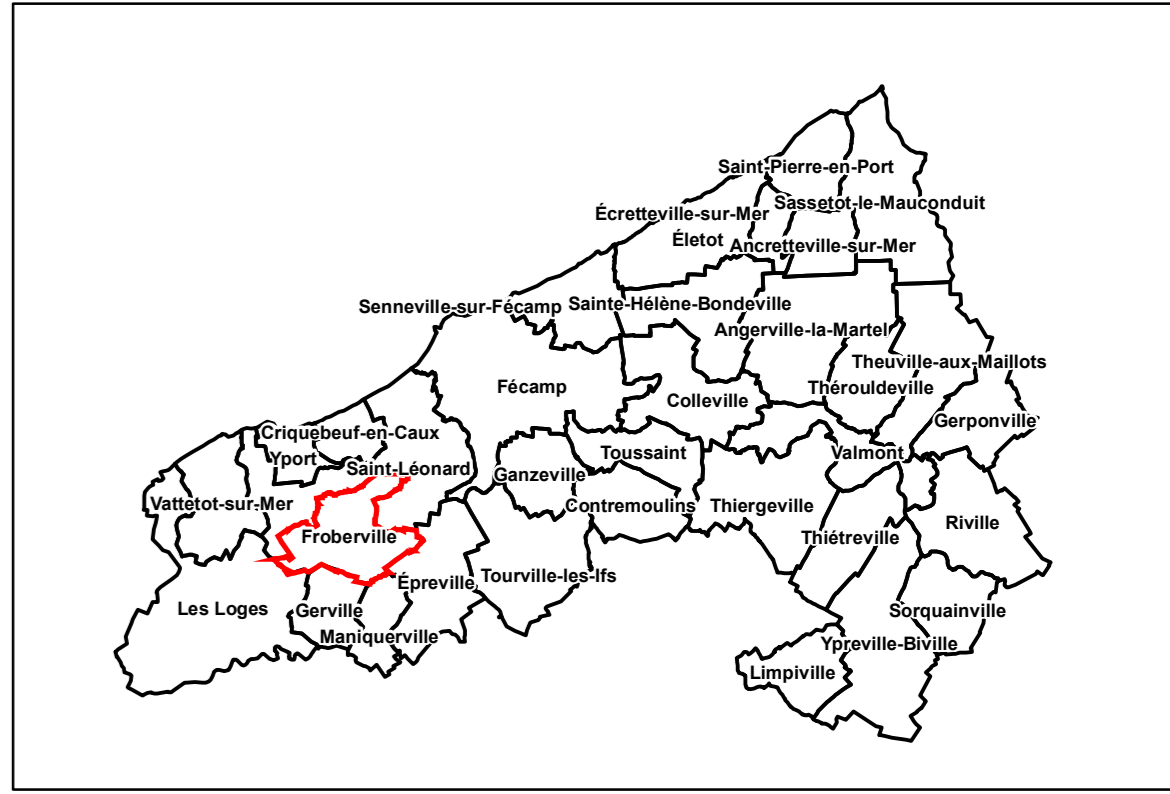 Saint-Pierre-en-Port
Sassetot-le-Mauconduit
Écretteville-sur-Mer
Életot
Ancretteville-sur-Mer
Senneville-sur-Fécamp
Sainte-Hélène-Bondeville
Angerville-la-Martel
Theuville-aux-Maillots
Fécamp
Thérouldeville
Colleville
Gerponville
Criquebeuf-en-Caux
Yport
Toussaint
Valmont
Saint-Léonard
Ganzeville
Vattetot-sur-Mer
Contremoulins
Thiergeville
Riville
Froberville
Thiétreville
Épreville
Tourville-les-Ifs
Les Loges
Gerville
Sorquainville
Maniquerville
Ypreville-Biville
Limpiville